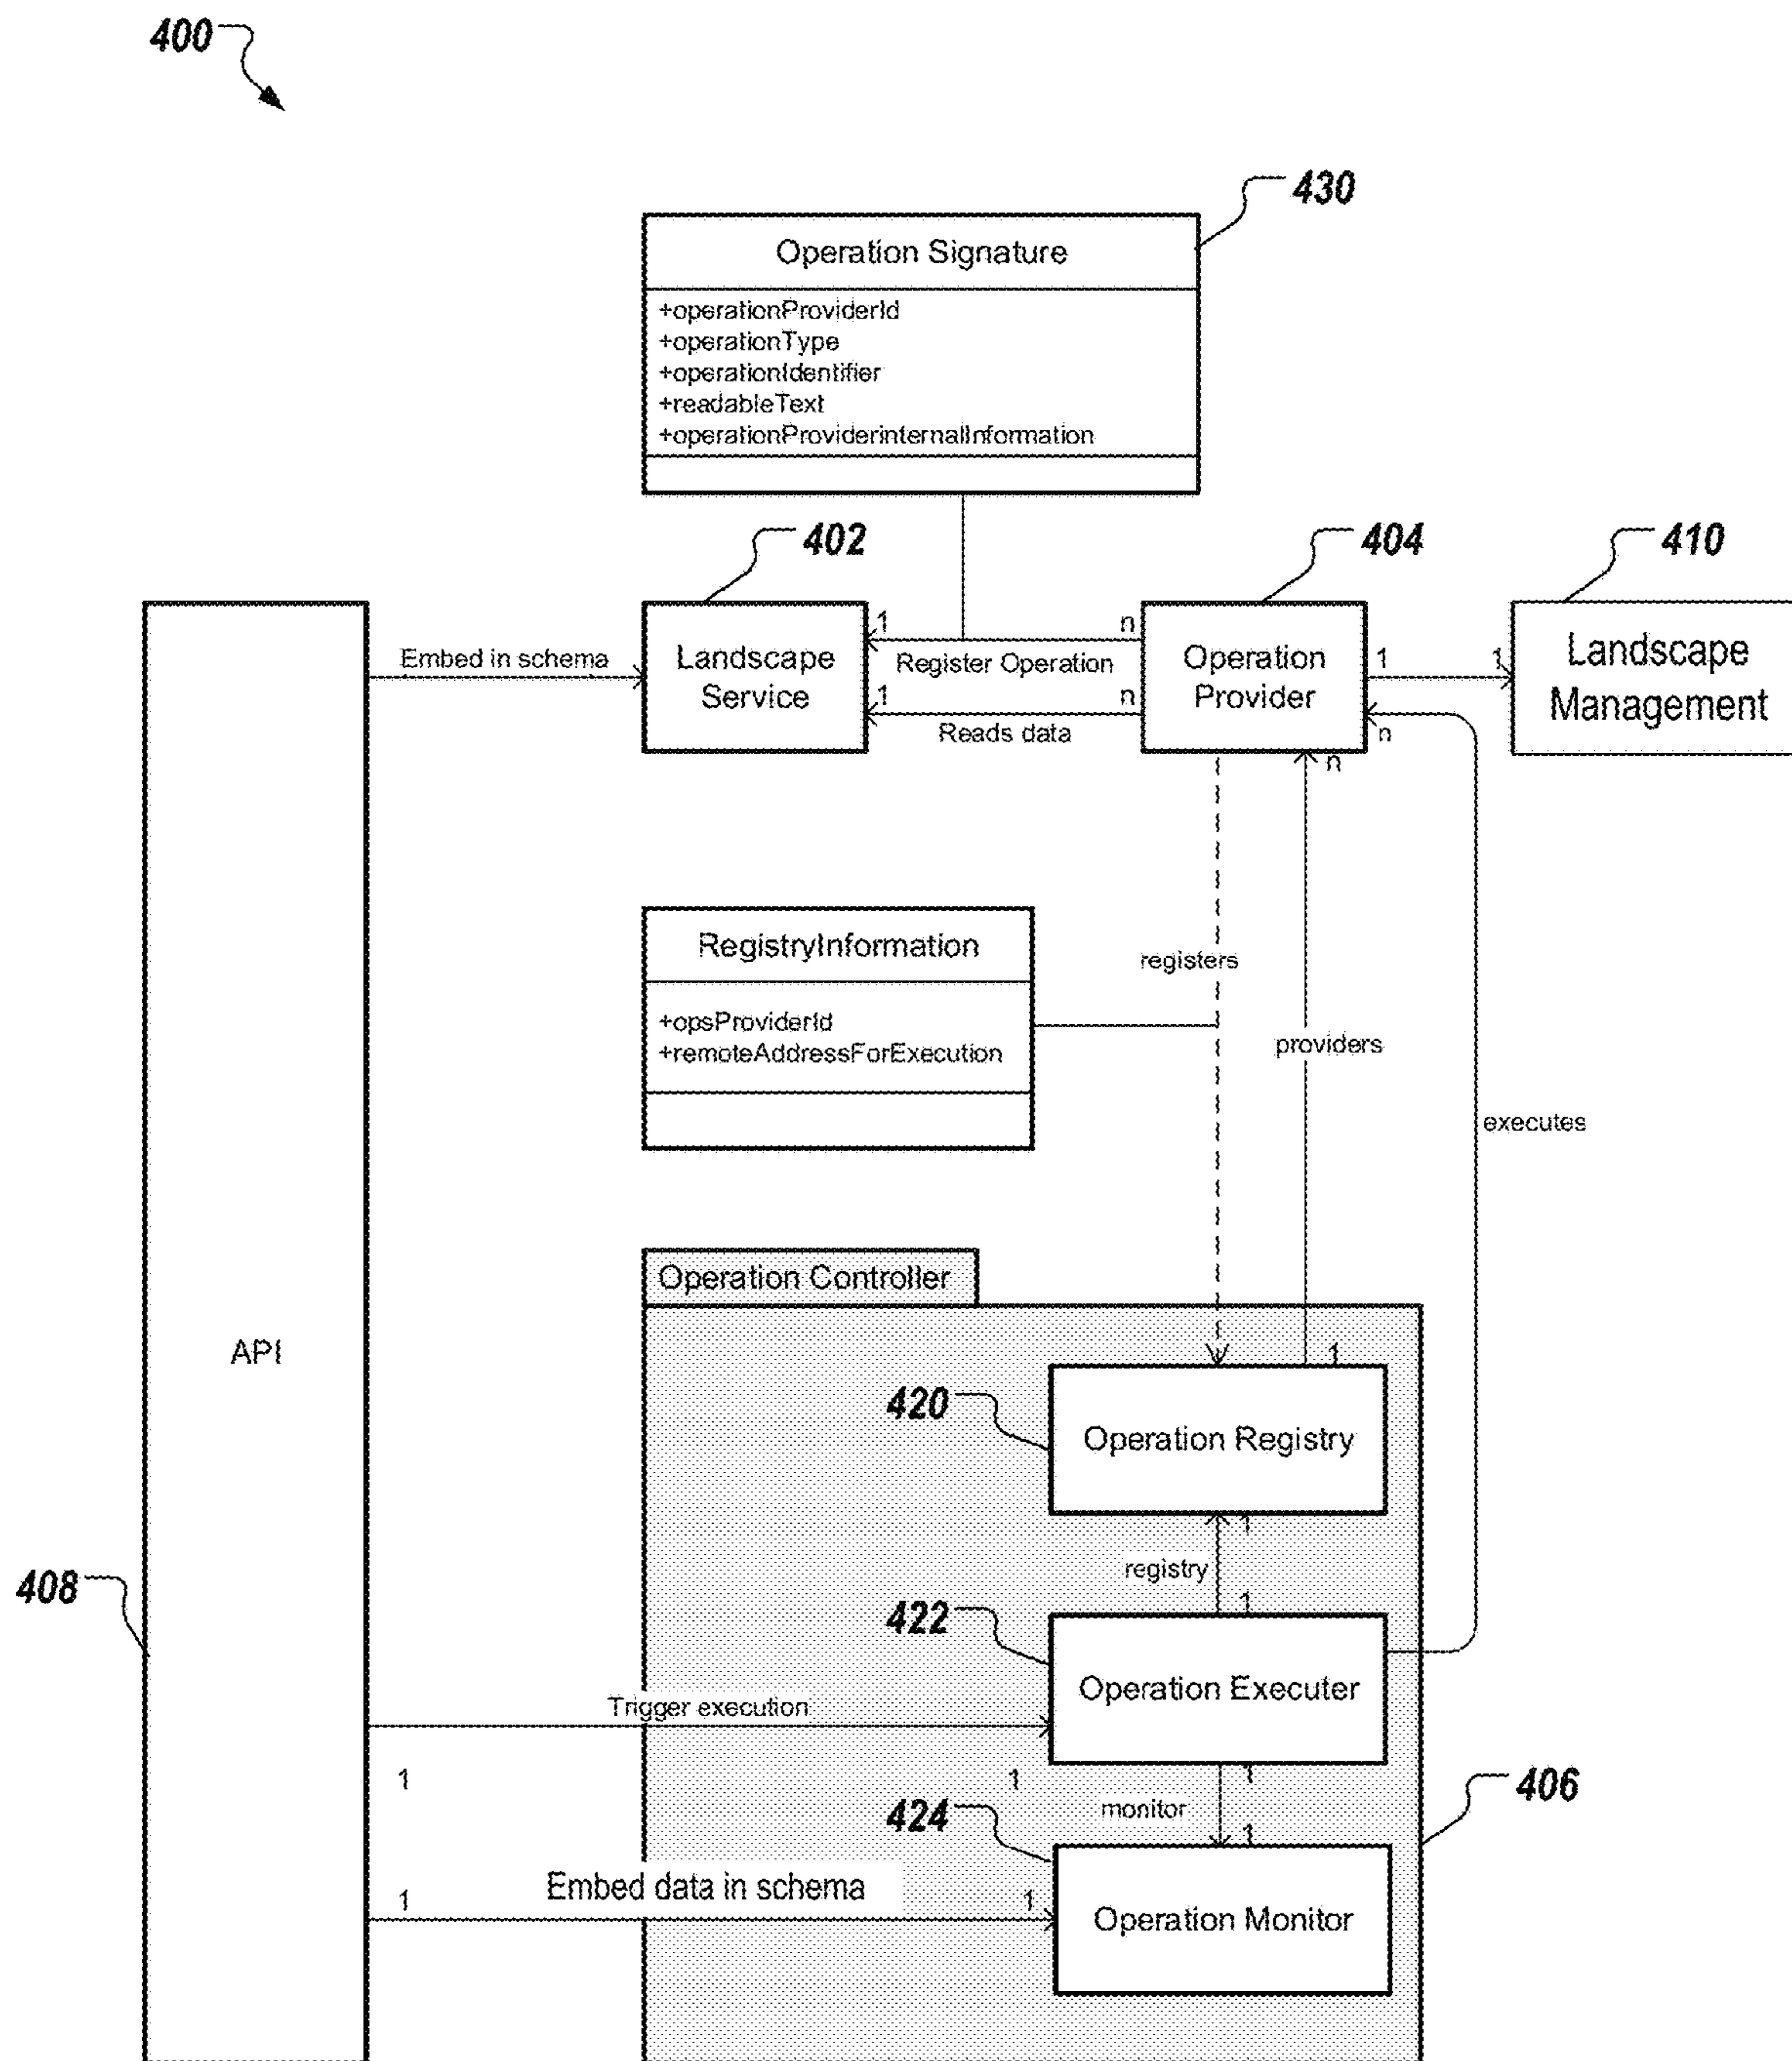 400
430
Operation Signature
+operationProviderId
+operationType
+operationIdentifier
+readableText
+operationProviderinternalInformation
402
404
410
Embed in schema
Landscape
Service
1
n
Register Operation
1
n
Reads data
Operation
Provider
1
1
n
n
Landscape
Management
RegistryInformation
+opsProviderId
+remoteAddressForExecution
registers
providers
executes
Operation Controller
API
1
420
Operation Registry
1
registry
408
422
1
Operation Executer
Trigger execution
1
1
1
monitor
406
424
1
Embed data in schema
1
1
Operation Monitor